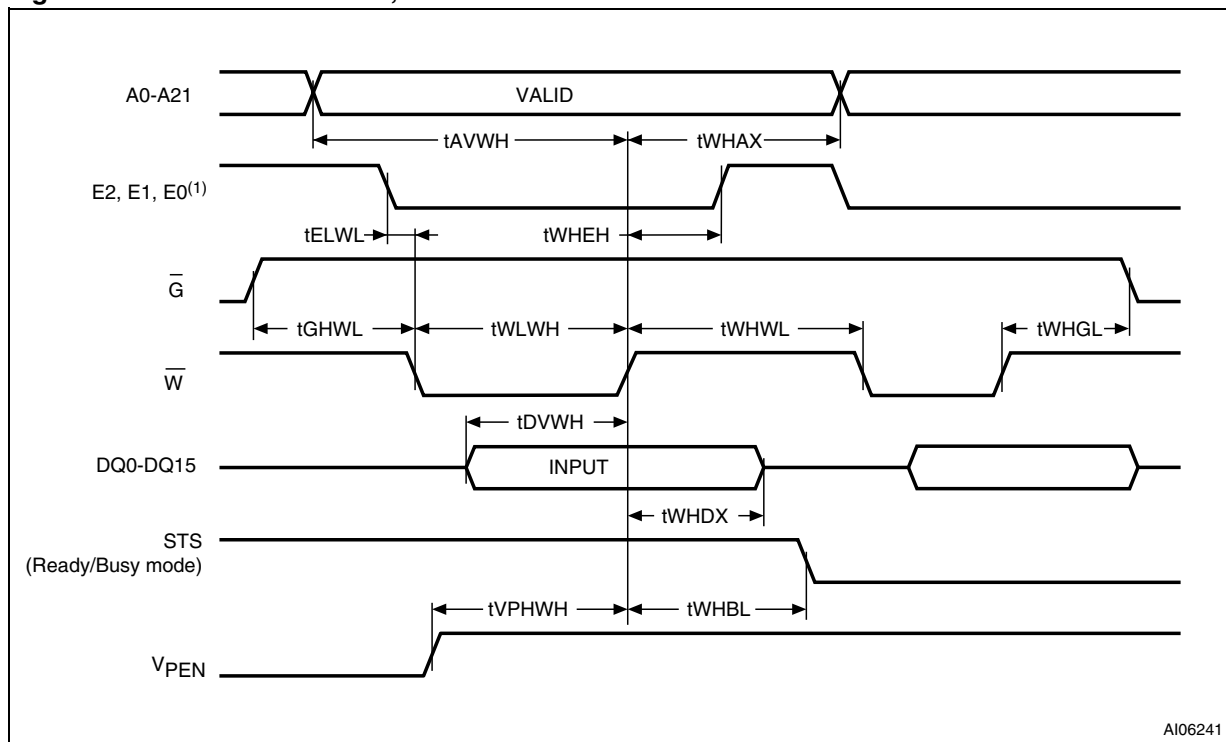 A0-A21
VALID
tAVWH
tWHAX
E2, E1, E0(1)
tELWL
tWHEH
G
tGHWL
tWLWH
tWHWL
tWHGL
W
tDVWH
DQ0-DQ15
INPUT
tWHDX
STS
(Ready/Busy mode)
tVPHWH
tWHBL
VPEN
AI06241